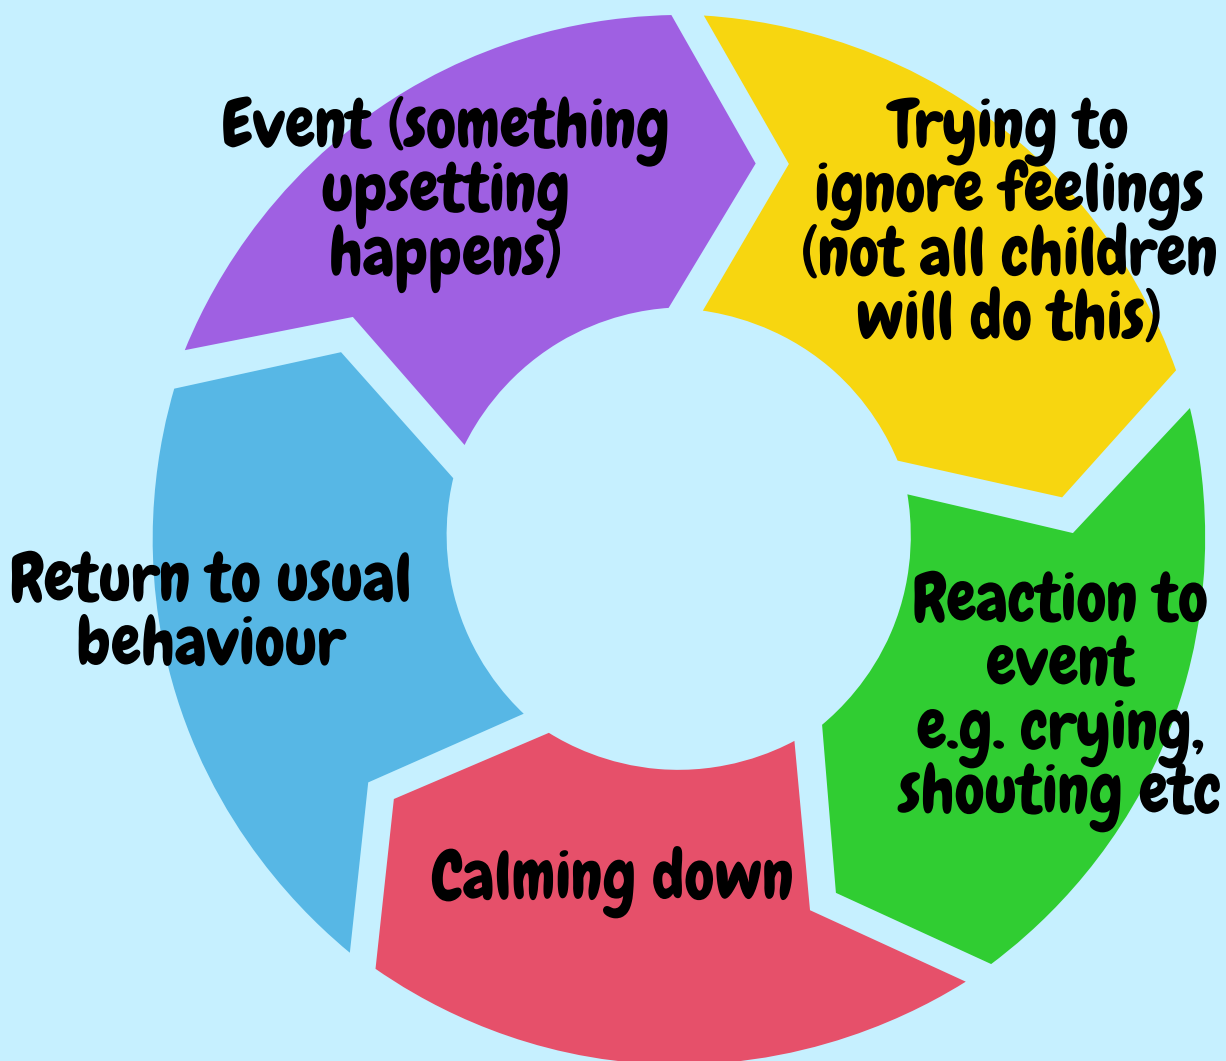 Event (something
upsetting
happens)
Trying to
ignore feelings
(not all children
will do this)
Reaction to
event
e.g. crying,
shouting etc
Calming down
Return to usual
behaviour